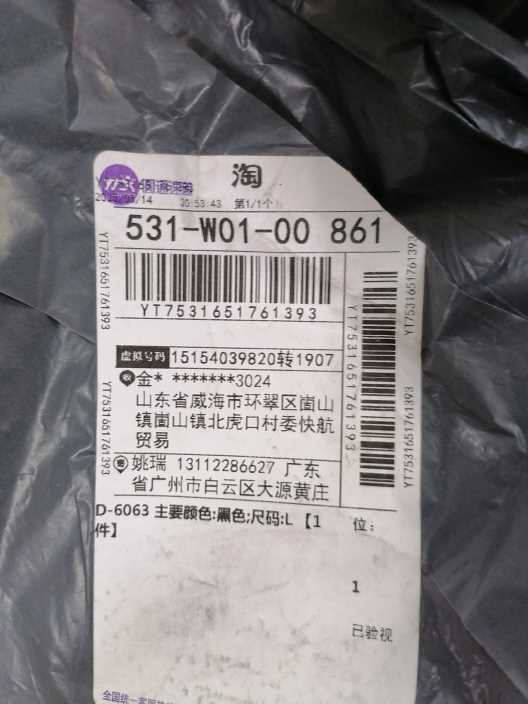 淘
20:53:43 第1/1个
531-W01-00 861
YT7531651761393
YT7531651761393
YT7531651761393
YT7531651761393
YT7531651761393
YT7531651761393
虚拟号码 15154039820转1907
收 金* *******3024
山东省威海市环翠区崮山
镇崮山镇北虎口村委快航
贸易
寄 姚瑞 13112286627 广东
省广州市白云区大源黄庄
D-6063 主要颜色:黑色;尺码:L 【1
件】
位:
1
已验视